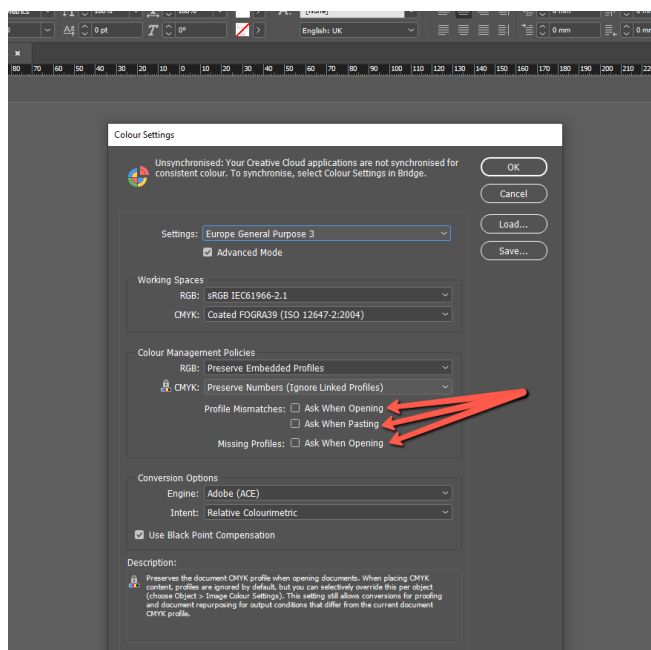 [None]
0 pt
0°
English: UK
0 mm
80 70 60 50 40 30 20 10 0 10 20 30 40 50 60 70 80 90 100 110 120 130 140 150 160 170 180 190 200 210
Colour Settings
Unsynchronised: Your Creative Cloud applications are not synchronised for
consistent colour. To synchronise, select Colour Settings in Bridge.
OK
Cancel
Load...
Save...
Settings: Europe General Purpose 3
Advanced Mode
Working Spaces
RGB: sRGB IEC61966-2.1
CMYK: Coated FOGRA39 (ISO 12647-2:2004)
Colour Management Policies
RGB: Preserve Embedded Profiles
CMYK: Preserve Numbers (Ignore Linked Profiles)
Profile Mismatches: Ask When Opening
Ask When Pasting
Missing Profiles: Ask When Opening
Conversion Options
Engine: Adobe (ACE)
Intent: Relative Colourimetric
Use Black Point Compensation
Description:
Preserves the document CMYK profile when opening documents. When placing CMYK
content, profiles are ignored by default, but you can selectively override this per object
(choose Object > Image Colour Settings). This setting still allows conversions for proofing
and document repurposing for output conditions that differ from the current document
CMYK profile.